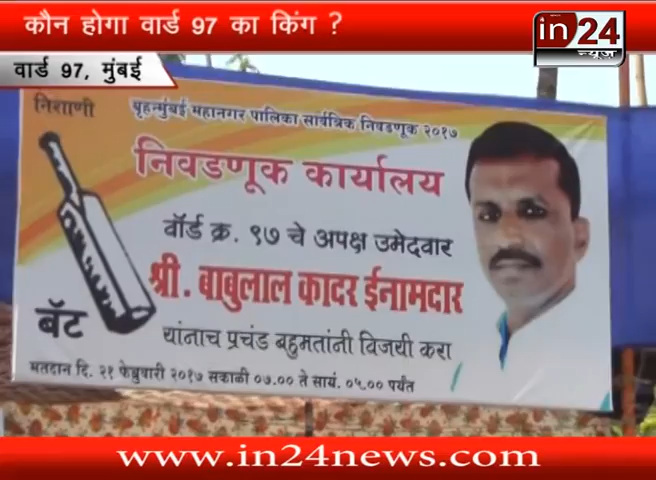 कौन होगा वार्ड 97 का किंग ?
in24
न्यूज़
वार्ड 97, मुंबई
निशाणी
बृहन्मुंबई महानगर पालिका सार्वत्रिक निवडणूक २०१७
निवडणूक कार्यालय
वॉर्ड क्र. ९७ चे अपक्ष उमेदवार
श्री. बाबुलाल कादर ईनामदार
बॅट
यांनाच प्रचंड बहुमतांनी विजयी करा
मतदान दि. २१ फेब्रुवारी २०१७ सकाळी ०७.०० ते सायं. ०५.०० पर्यंत
www.in24news.com